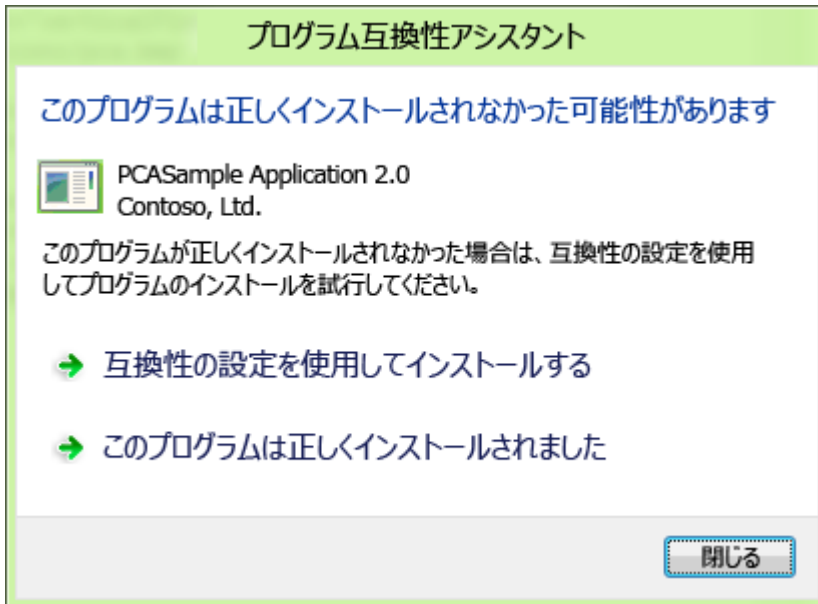 プログラム互換性アシスタント
このプログラムは正しくインストールされなかった可能性があります
PCASample Application 2.0
Contoso, Ltd.
このプログラムが正しくインストールされなかった場合は、互換性の設定を使用
してプログラムのインストールを試行してください。
互換性の設定を使用してインストールする
このプログラムは正しくインストールされました
閉じる